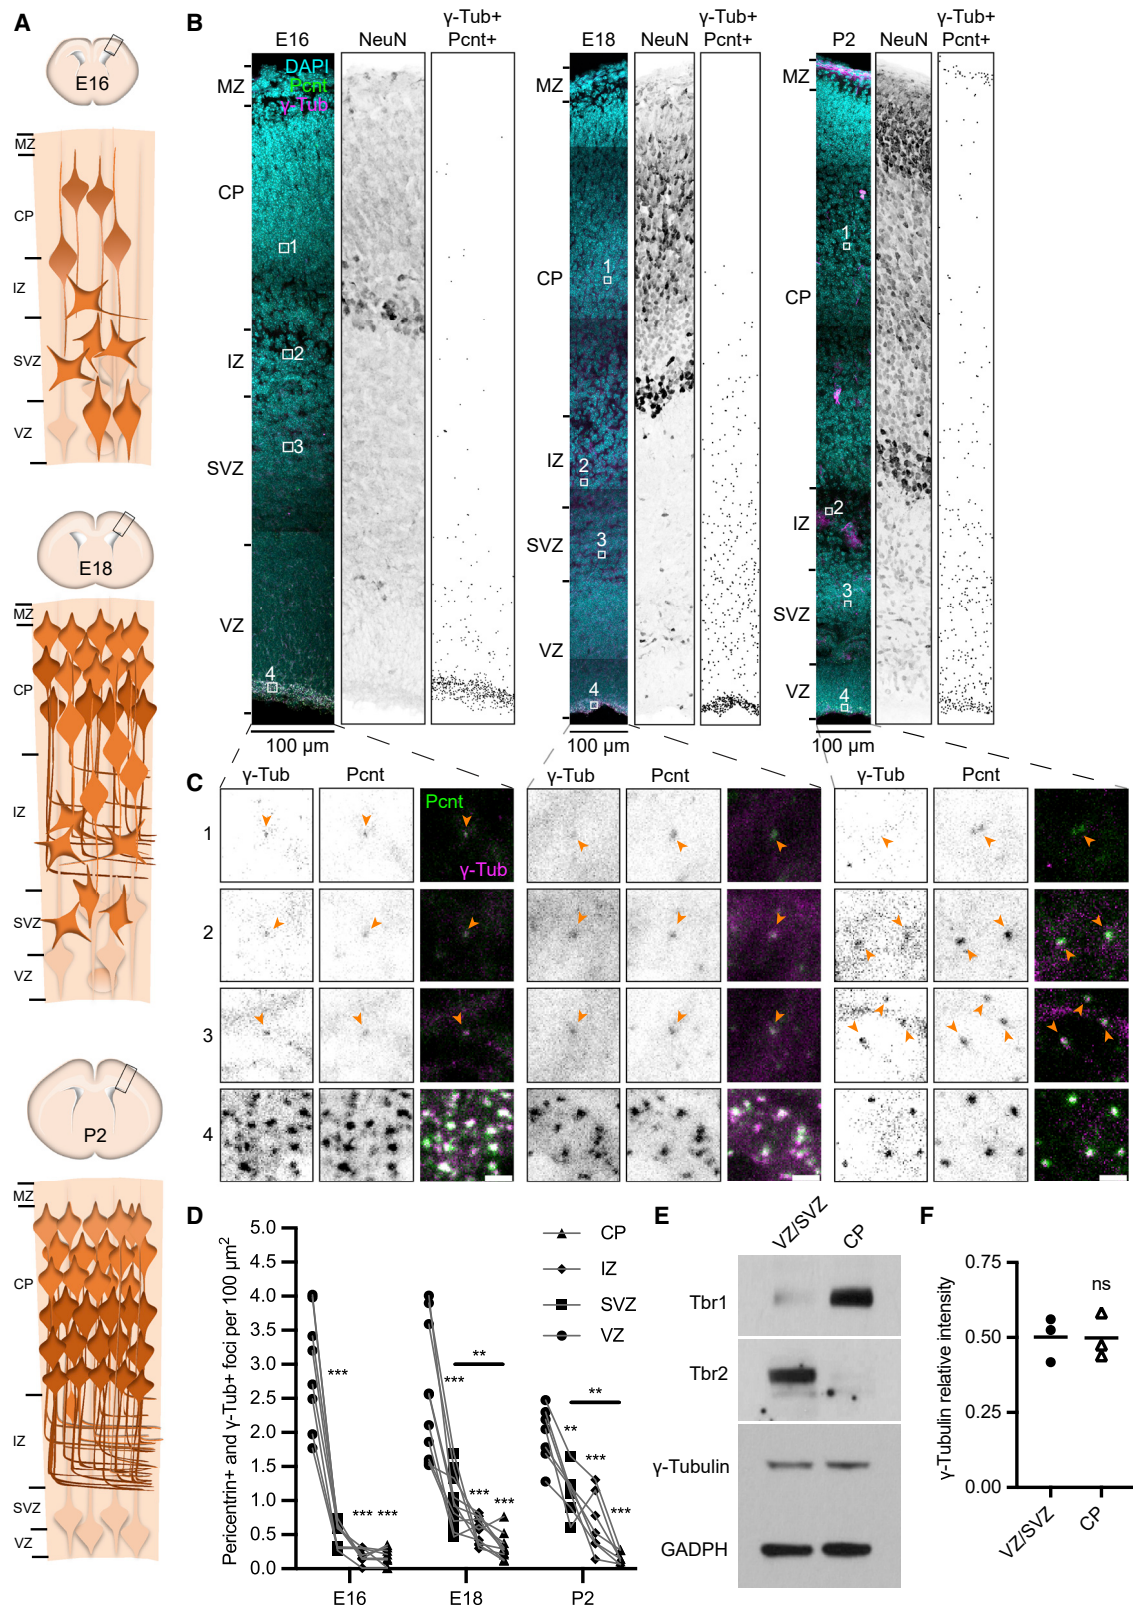 A
E16
MZ
CP
IZ
SVZ
VZ
E18
MZ
CP
IZ
SVZ
VZ
P2
MZ
CP
IZ
SVZ
VZ
B
γ-Tub+
E16 NeuN Pcnt+
DAPI
Pcnt
γ-Tub
MZ
CP
IZ
SVZ
VZ
1
2
3
4
100 µm
γ-Tub+
E18 NeuN Pcnt+
MZ
CP
IZ
SVZ
VZ
1
2
3
4
100 µm
γ-Tub+
P2 NeuN Pcnt+
MZ
CP
IZ
SVZ
VZ
1
2
3
4
100 µm
C
γ-Tub Pcnt γ-Tub Pcnt γ-Tub Pcnt
Pcnt
γ-Tub
1
2
3
4
D
Pericentrin+ and γ-Tub+ foci per 100 µm²
5.0
4.5
4.0
3.5
3.0
2.5
2.0
1.5
1.0
0.5
0.0
CP
IZ
SVZ
VZ
***
*** ***
**
***
***
***
**
**
***
***
E16 E18 P2
E
VZ/SVZ CP
Tbr1
Tbr2
γ-Tubulin
GADPH
F
γ-Tubulin relative intensity
0.75
0.50
0.25
0.00
ns
VZ/SVZ CP